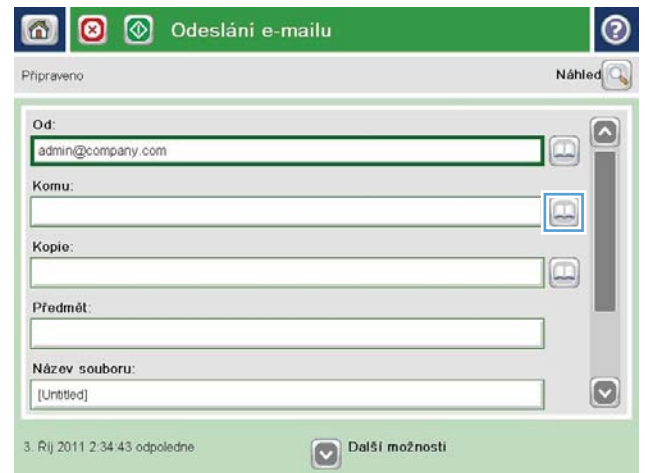 Odeslání e-mailu
Připraveno Náhled
Od:
admin@company.com
Komu:
Kopie:
Předmět:
Název souboru:
[Untitled]
3. Říj 2011 2:34:43 odpoledne Další možnosti